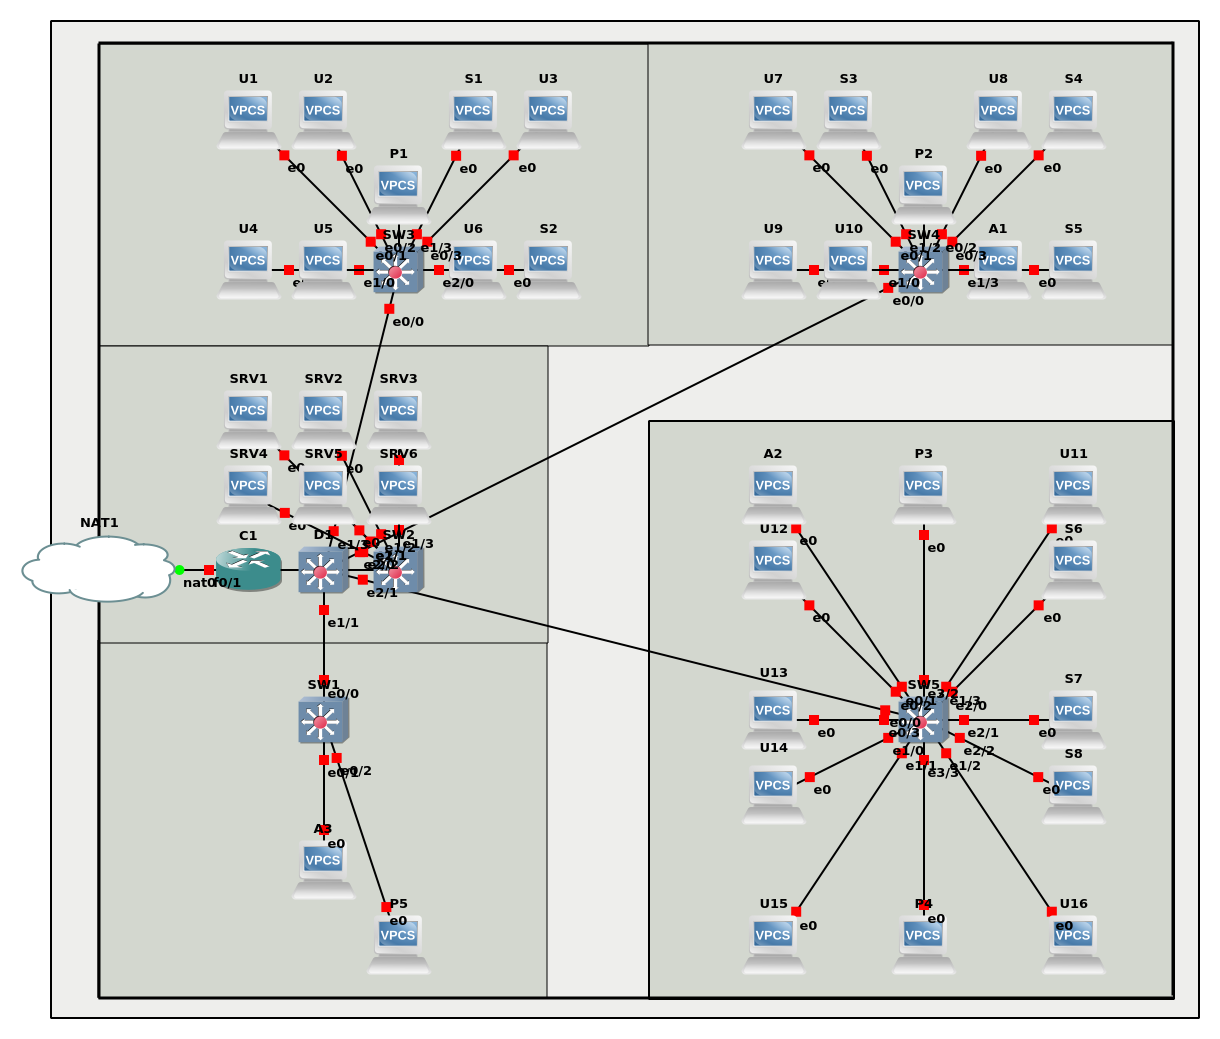 U1 U2 S1 U3
VPCS VPCS VPCS VPCS
e0 e0 e0 e0
P1
VPCS
U4 U5 SW3 U6 S2
VPCS VPCS VPCS VPCS
e0/2 e1/3
e0/1 e0/3
e1/0 e2/0 e0
e0/0
U7 S3 U8 S4
VPCS VPCS VPCS VPCS
e0 e0 e0 e0
P2
VPCS
U9 U10 SW4 A1 S5
VPCS VPCS VPCS VPCS
e1/2 e0/2
e0/1 e0/3
e1/0 e1/3 e0
e0/0
SRV1 SRV2 SRV3
VPCS VPCS VPCS
e0 e0
SRV4 SRV5 SRV6
VPCS VPCS VPCS
e0
NAT1
C1 D1 SW2
e1/3
e1/2
nat0 f0/1
e2/1
e1/1
SW1
e0/0
e0/1 e0/2
A3
e0
VPCS
P5
e0
VPCS
A2 P3 U11
VPCS VPCS VPCS
e0 e0 e0
U12 S6
VPCS VPCS
e0 e0
U13 SW5 S7
VPCS VPCS
e3/2
e0/1 e1/3
e0/2 e2/0
e0/0
e0 e0/3 e2/1 e0
U14 e1/0 e2/2 S8
e1/1 e3/3 e1/2
VPCS VPCS
e0 e0
U15 P4 U16
e0 e0 e0
VPCS VPCS VPCS